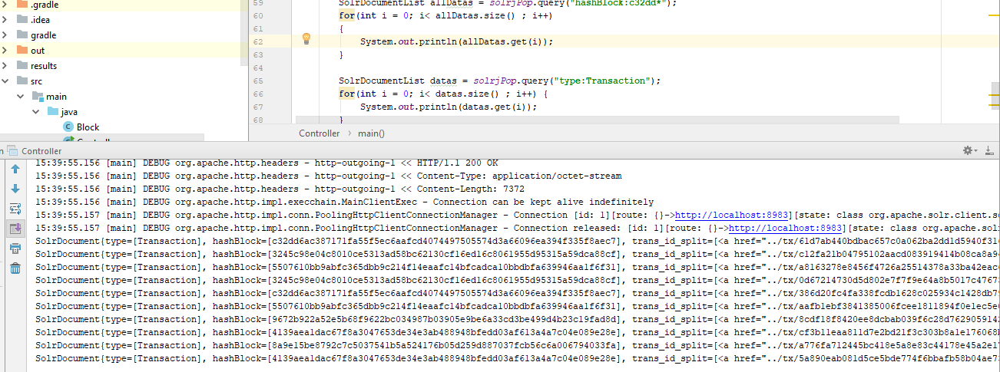 .gradle
.idea
gradle
out
results
src
main
java
Block
59 SolrDocumentList allDatas = solrjPop.query("hashBlock:c32dd*");
60 for(int i = 0; i< allDatas.size() ; i++)
61 {
62 System.out.println(allDatas.get(i));
63 }
64
65 SolrDocumentList datas = solrjPop.query("type:Transaction");
66 for(int i = 0; i< datas.size() ; i++) {
67 System.out.println(datas.get(i));
68 }
Controller > main()
Controller
15:39:55.156 [main] DEBUG org.apache.http.headers - http-outgoing-1 << HTTP/1.1 200 OK
15:39:55.156 [main] DEBUG org.apache.http.headers - http-outgoing-1 << Content-Type: application/octet-stream
15:39:55.156 [main] DEBUG org.apache.http.headers - http-outgoing-1 << Content-Length: 7372
15:39:55.156 [main] DEBUG org.apache.http.impl.execchain.MainClientExec - Connection can be kept alive indefinitely
15:39:55.157 [main] DEBUG org.apache.http.impl.conn.PoolingHttpClientConnectionManager - Connection [id: 1][route: {}->http://localhost:8983][state: class org.apache.solr.client.s
15:39:55.157 [main] DEBUG org.apache.http.impl.conn.PoolingHttpClientConnectionManager - Connection released: [id: 1][route: {}->http://localhost:8983][state: class org.apache.sol
SolrDocument{type=[Transaction], hashBlock=[c32dd6ac38717lfa55f5ec6aafcd4074497505574d3a66096ea394f335f8aec7], trans_id_split=[<a href="../tx/
SolrDocument{type=[Transaction], hashBlock=[3245c98e04c8010ce5313ad58bc62130cf16ed16c8061955d95315a59dca88cf], trans_id_split=[<a href="../tx/
SolrDocument{type=[Transaction], hashBlock=[5507610bb9abfc365dbb9c214f14eaafc14bfcadca10bbdbfa639946aa1f6f31], trans_id_split=[<a href="../tx/
SolrDocument{type=[Transaction], hashBlock=[3245c98e04c8010ce5313ad58bc62130cf16ed16c8061955d95315a59dca88cf], trans_id_split=[<a href="../tx/
SolrDocument{type=[Transaction], hashBlock=[c32dd6ac387171fa55f5ec6aafcd4074497505574d3a66096ea394f335f8aec7], trans_id_split=[<a href="../tx/
SolrDocument{type=[Transaction], hashBlock=[5507610bb9abfc365dbb9c214f14eaafc14bfcadca10bbdbfa639946aa1f6f31], trans_id_split=[<a href="../tx/
SolrDocument{type=[Transaction], hashBlock=[9672b922a52e5b68f9622bc034987b03905e9be6a33cd3be499d4b23c19fad8d], trans_id_split=[<a href="../tx/
SolrDocument{type=[Transaction], hashBlock=[4139aea1dac67f8a3047653de34e3ab488948bfedd03af613a4a7c04e089e28e], trans_id_split=[<a href="../tx/
SolrDocument{type=[Transaction], hashBlock=[8a9e15be8792c7c5037541b5a524176b05d259d887037fcb56c6a006794033fa], trans_id_split=[<a href="../tx/
SolrDocument{type=[Transaction], hashBlock=[4139aea1dac67f8a3047653de34e3ab488948bfedd03af613a4a7c04e089e28e], trans_id_split=[<a href="../tx/